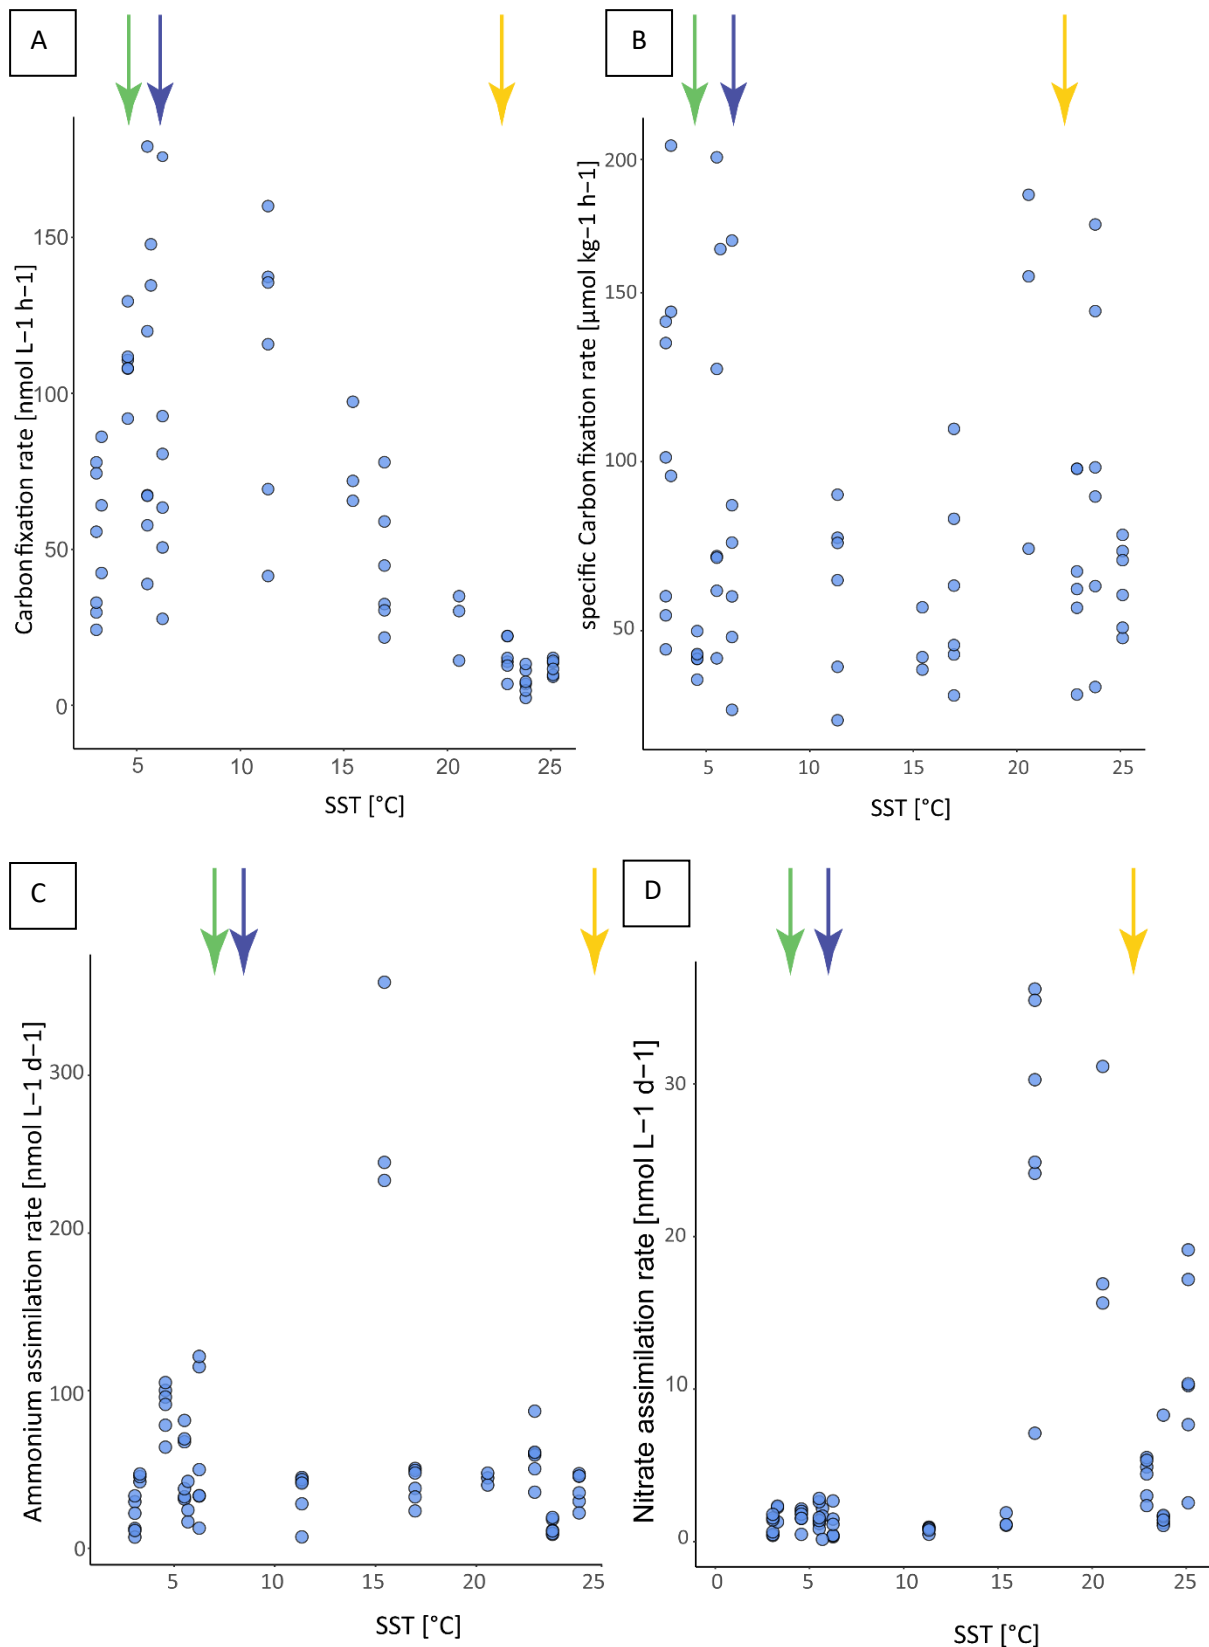 A
Carbon fixation rate [nmol L−1 h−1]
150
100
50
0
5 10 15 20 25
SST [°C]
B
specific Carbon fixation rate [µmol kg−1 h−1]
200
150
100
50
5 10 15 20 25
SST [°C]
C
Ammonium assimilation rate [nmol L−1 d−1]
300
200
100
0
5 10 15 20 25
SST [°C]
D
Nitrate assimilation rate [nmol L−1 d−1]
30
20
10
0
0 5 10 15 20 25
SST [°C]